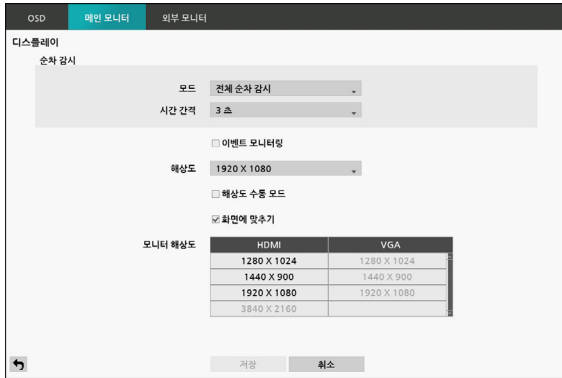 OSD 메인 모니터 외부 모니터
디스플레이
순차 감시
모드 전체 순차 감시
시간 간격 3 초
이벤트 모니터링
해상도 1920 X 1080
해상도 수동 모드
화면에 맞추기
모니터 해상도 HDMI VGA
1280 X 1024 1280 X 1024
1440 X 900 1440 X 900
1920 X 1080 1920 X 1080
3840 X 2160
저장 취소